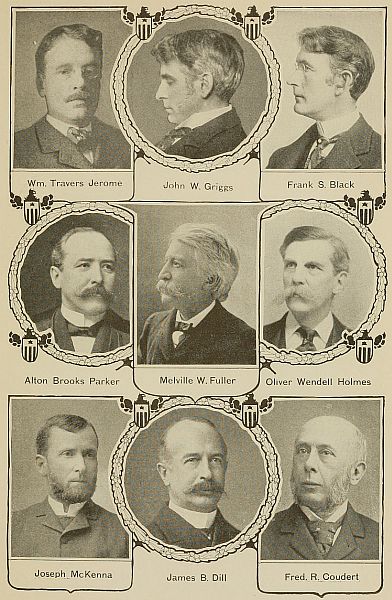 Wm. Travers Jerome
John W. Griggs
Frank S. Black
Alton Brooks Parker
Melville W. Fuller
Oliver Wendell Holmes
Joseph McKenna
James B. Dill
Fred. R. Coudert